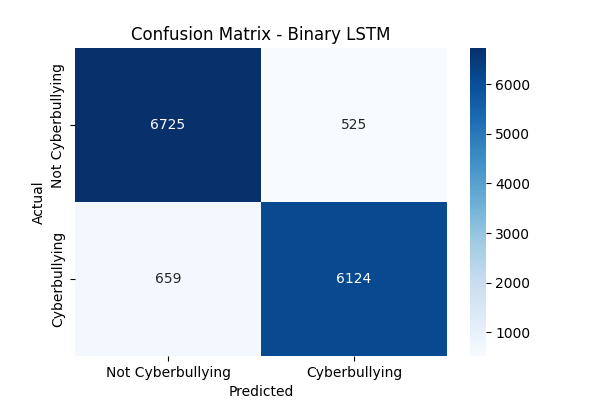 Confusion Matrix - Binary LSTM
Actual
Not Cyberbullying
6725
525
Cyberbullying
659
6124
Not Cyberbullying
Cyberbullying
Predicted
6000
5000
4000
3000
2000
1000